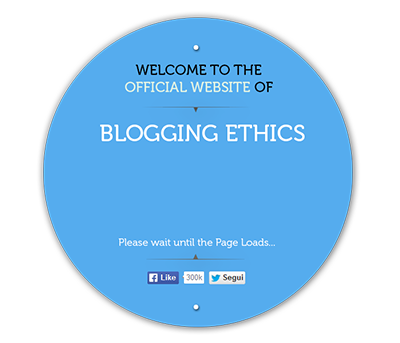 WELCOME TO THE
OFFICIAL WEBSITE OF
BLOGGING ETHICS
Please wait until the Page Loads...
Like 300k Segui